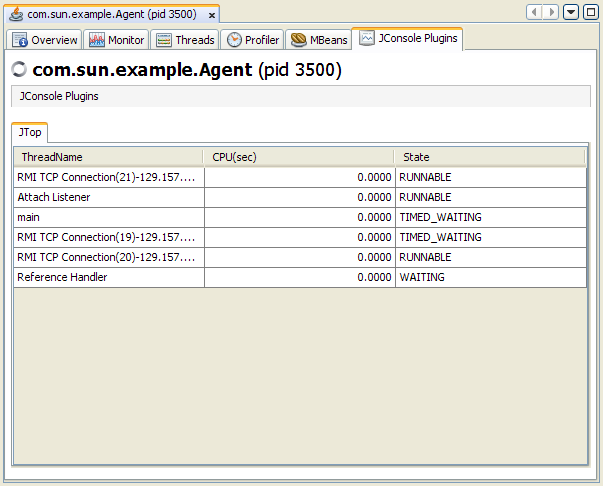 com.sun.example.Agent (pid 3500)
Overview Monitor Threads Profiler MBeans JConsole Plugins
com.sun.example.Agent (pid 3500)
JConsole Plugins
JTop
ThreadName CPU(sec) State
RMI TCP Connection(21)-129.157.... 0.0000 RUNNABLE
Attach Listener 0.0000 RUNNABLE
main 0.0000 TIMED_WAITING
RMI TCP Connection(19)-129.157.... 0.0000 TIMED_WAITING
RMI TCP Connection(20)-129.157.... 0.0000 RUNNABLE
Reference Handler 0.0000 WAITING